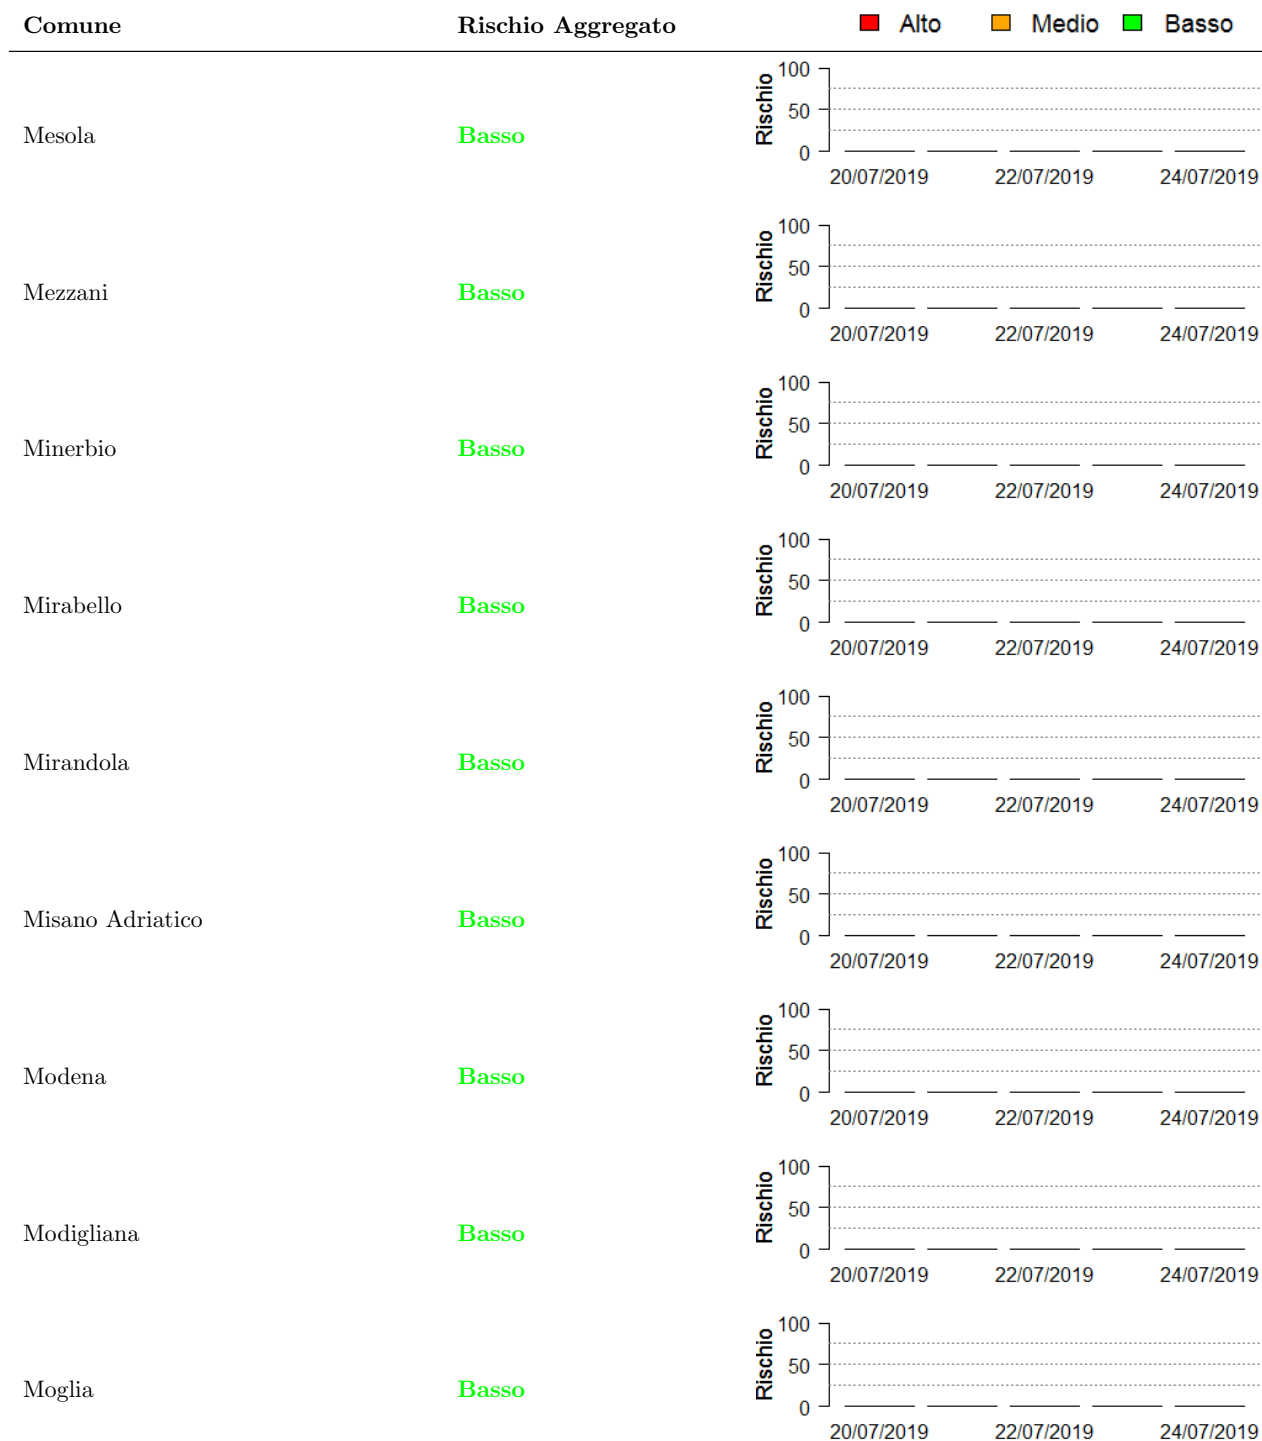 Comune Rischio Aggregato Alto Medio Basso
100
50
0
Rischio
Mesola Basso
20/07/2019 22/07/2019 24/07/2019
100
50
0
Rischio
Mezzani Basso
20/07/2019 22/07/2019 24/07/2019
100
50
0
Rischio
Minerbio Basso
20/07/2019 22/07/2019 24/07/2019
100
50
0
Rischio
Mirabello Basso
20/07/2019 22/07/2019 24/07/2019
100
50
0
Rischio
Mirandola Basso
20/07/2019 22/07/2019 24/07/2019
100
50
0
Rischio
Misano Adriatico Basso
20/07/2019 22/07/2019 24/07/2019
100
50
0
Rischio
Modena Basso
20/07/2019 22/07/2019 24/07/2019
100
50
0
Rischio
Modigliana Basso
20/07/2019 22/07/2019 24/07/2019
100
50
0
Rischio
Moglia Basso
20/07/2019 22/07/2019 24/07/2019